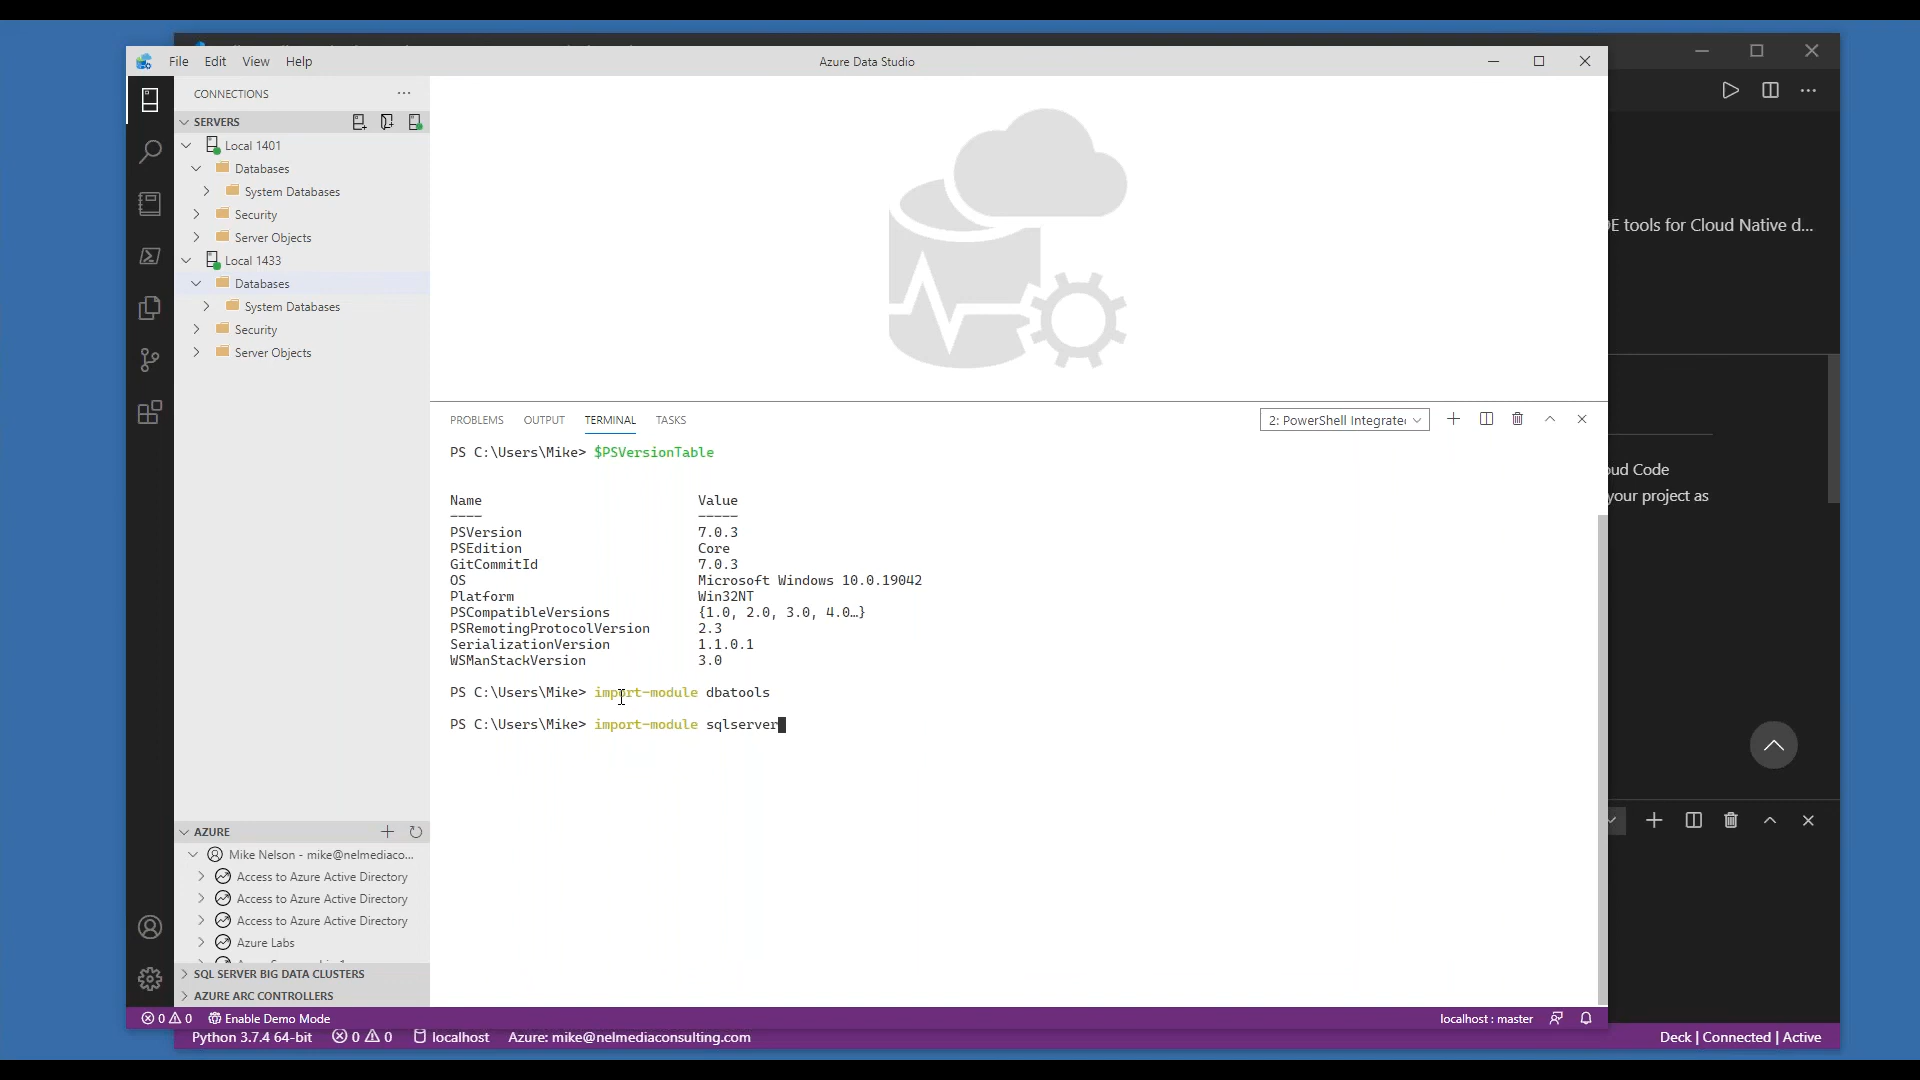 File Edit View Help
Azure Data Studio
CONNECTIONS
SERVERS
Local 1401
Databases
System Databases
Security
Server Objects
Local 1433
Databases
System Databases
Security
Server Objects
AZURE
Mike Nelson - mike@nelmediaco...
Access to Azure Active Directory
Access to Azure Active Directory
Access to Azure Active Directory
Azure Labs
SQL SERVER BIG DATA CLUSTERS
AZURE ARC CONTROLLERS
PROBLEMS OUTPUT TERMINAL TASKS
2: PowerShell Integrate
PS C:\Users\Mike> $PSVersionTable
Name Value
---- -----
PSVersion 7.0.3
PSEdition Core
GitCommitId 7.0.3
OS Microsoft Windows 10.0.19042
Platform Win32NT
PSCompatibleVersions {1.0, 2.0, 3.0, 4.0…}
PSRemotingProtocolVersion 2.3
SerializationVersion 1.1.0.1
WSManStackVersion 3.0
PS C:\Users\Mike> import-module dbatools
PS C:\Users\Mike> import-module sqlserver
E tools for Cloud Native d...
oud Code
your project as
0 0 Enable Demo Mode
localhost : master
Python 3.7.4 64-bit 0 0 localhost Azure: mike@nelmediaconsulting.com
Deck | Connected | Active